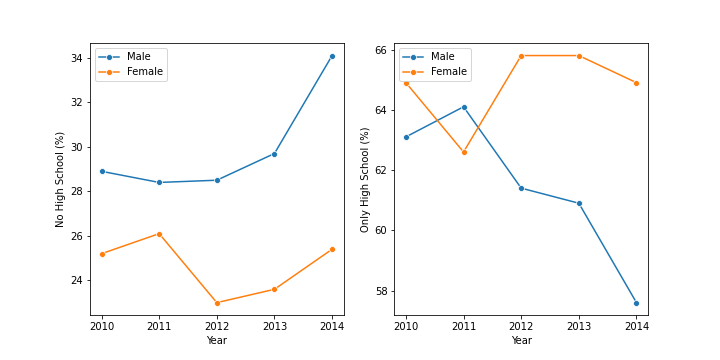 Male
Female
34
32
30
28
26
24
No High School (%)
2010 2011 2012 2013 2014
Year
Male
Female
66
64
62
60
58
Only High School (%)
2010 2011 2012 2013 2014
Year